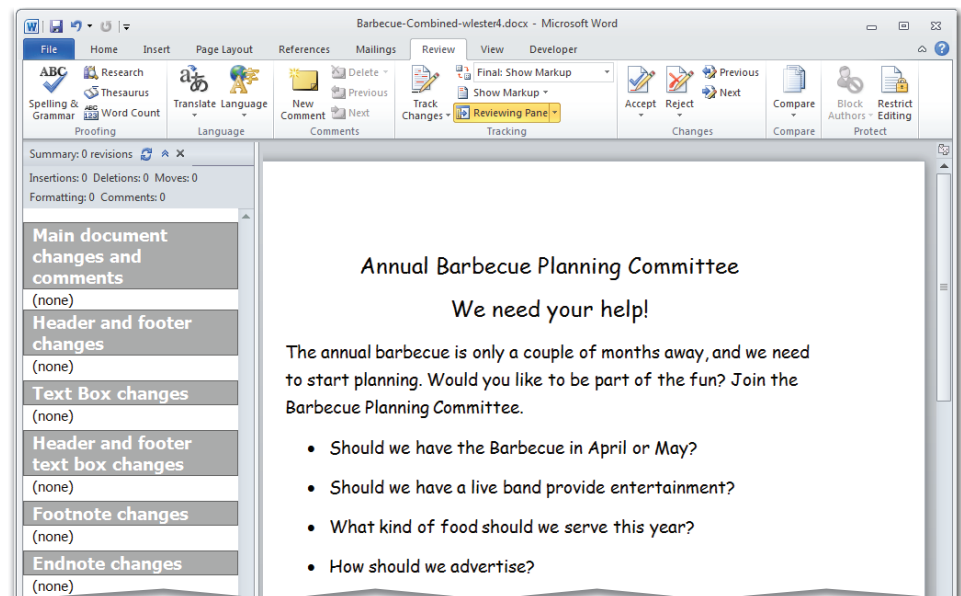 Barbecue-Combined-wlester4.docx - Microsoft Word
File Home Insert Page Layout References Mailings Review View Developer
ABC Research Delete Final: Show Markup Previous
Thesaurus Previous Show Markup Next
Spelling & Grammar ABC 123 Word Count Translate Language New Comment Next Track Changes Reviewing Pane Accept Reject Compare Block Authors Restrict Editing
Proofing Language Comments Tracking Changes Compare Protect
Summary: 0 revisions
Insertions: 0 Deletions: 0 Moves: 0
Formatting: 0 Comments: 0
Main document
changes and
comments
(none)
Header and footer
changes
(none)
Text Box changes
(none)
Header and footer
text box changes
(none)
Footnote changes
(none)
Endnote changes
(none)
Annual Barbecue Planning Committee
We need your help!
The annual barbecue is only a couple of months away, and we need
to start planning. Would you like to be part of the fun? Join the
Barbecue Planning Committee.
• Should we have the Barbecue in April or May?
• Should we have a live band provide entertainment?
• What kind of food should we serve this year?
• How should we advertise?